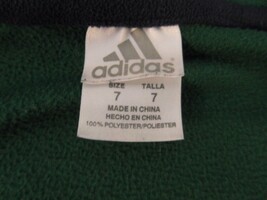 adidas
SIZE TALLA
7 7
MADE IN CHINA
HECHO EN CHINA
100% POLYESTER/POLIESTER